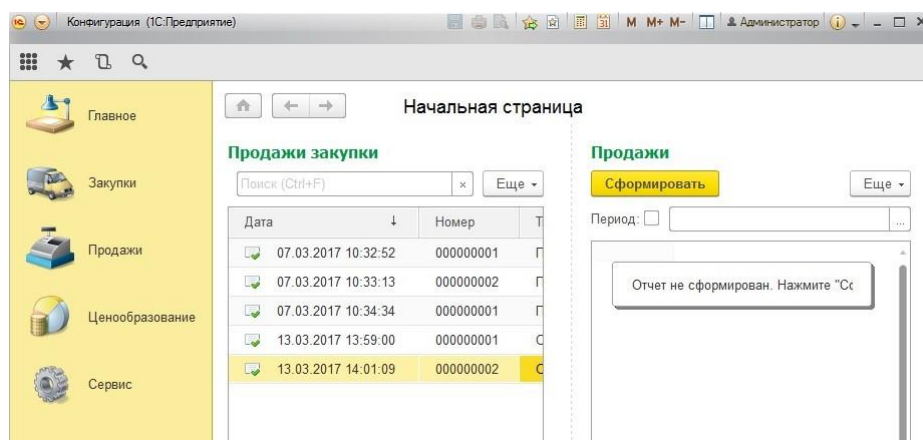 Конфигурация (1С:Предприятие)
31 M M+ M- Администратор
Главное
Закупки
Продажи
Ценообразование
Сервис
Начальная страница
Продажи закупки
Поиск (Ctrl+F) × Еще
Дата ↓ Номер Т
07.03.2017 10:32:52 000000001 П
07.03.2017 10:33:13 000000002 П
07.03.2017 10:34:34 000000001 П
13.03.2017 13:59:00 000000001 О
13.03.2017 14:01:09 000000002 О
Продажи
Сформировать Еще
Период: ...
Отчет не сформирован. Нажмите "Сс